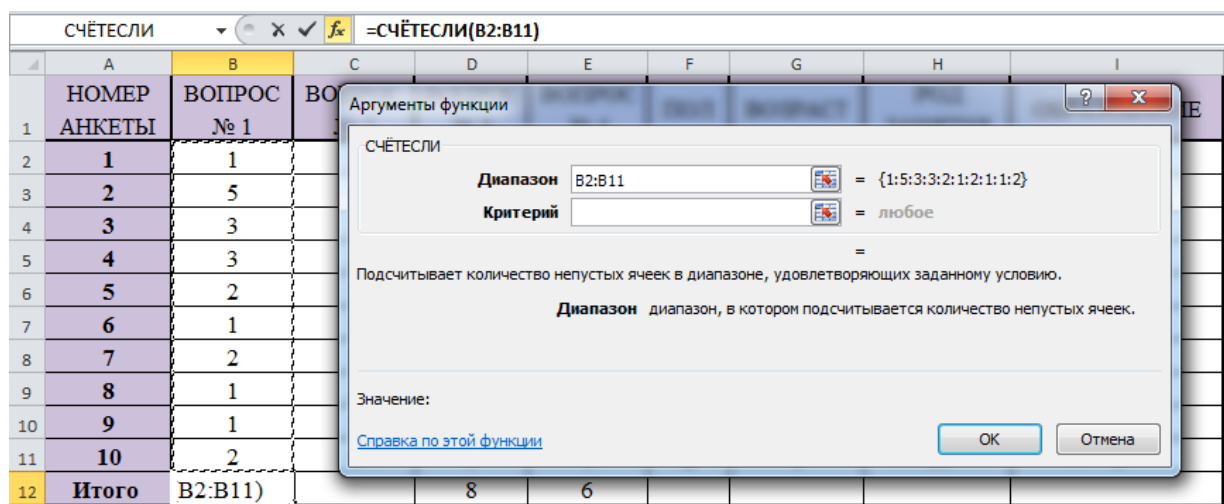 СЧЁТЕСЛИ fx =СЧЁТЕСЛИ(B2:B11)
A B C D E F G H I
1 НОМЕР АНКЕТЫ ВОПРОС № 1 ВО ИЕ
Аргументы функции ?
СЧЁТЕСЛИ
Диапазон B2:B11 = {1:5:3:3:2:1:2:1:1:2}
Критерий = любое
=
Подсчитывает количество непустых ячеек в диапазоне, удовлетворяющих заданному условию.
Диапазон диапазон, в котором подсчитывается количество непустых ячеек.
Значение:
Справка по этой функции
OK Отмена
2 1 1
3 2 5
4 3 3
5 4 3
6 5 2
7 6 1
8 7 2
9 8 1
10 9 1
11 10 2
12 Итого B2:B11) 8 6